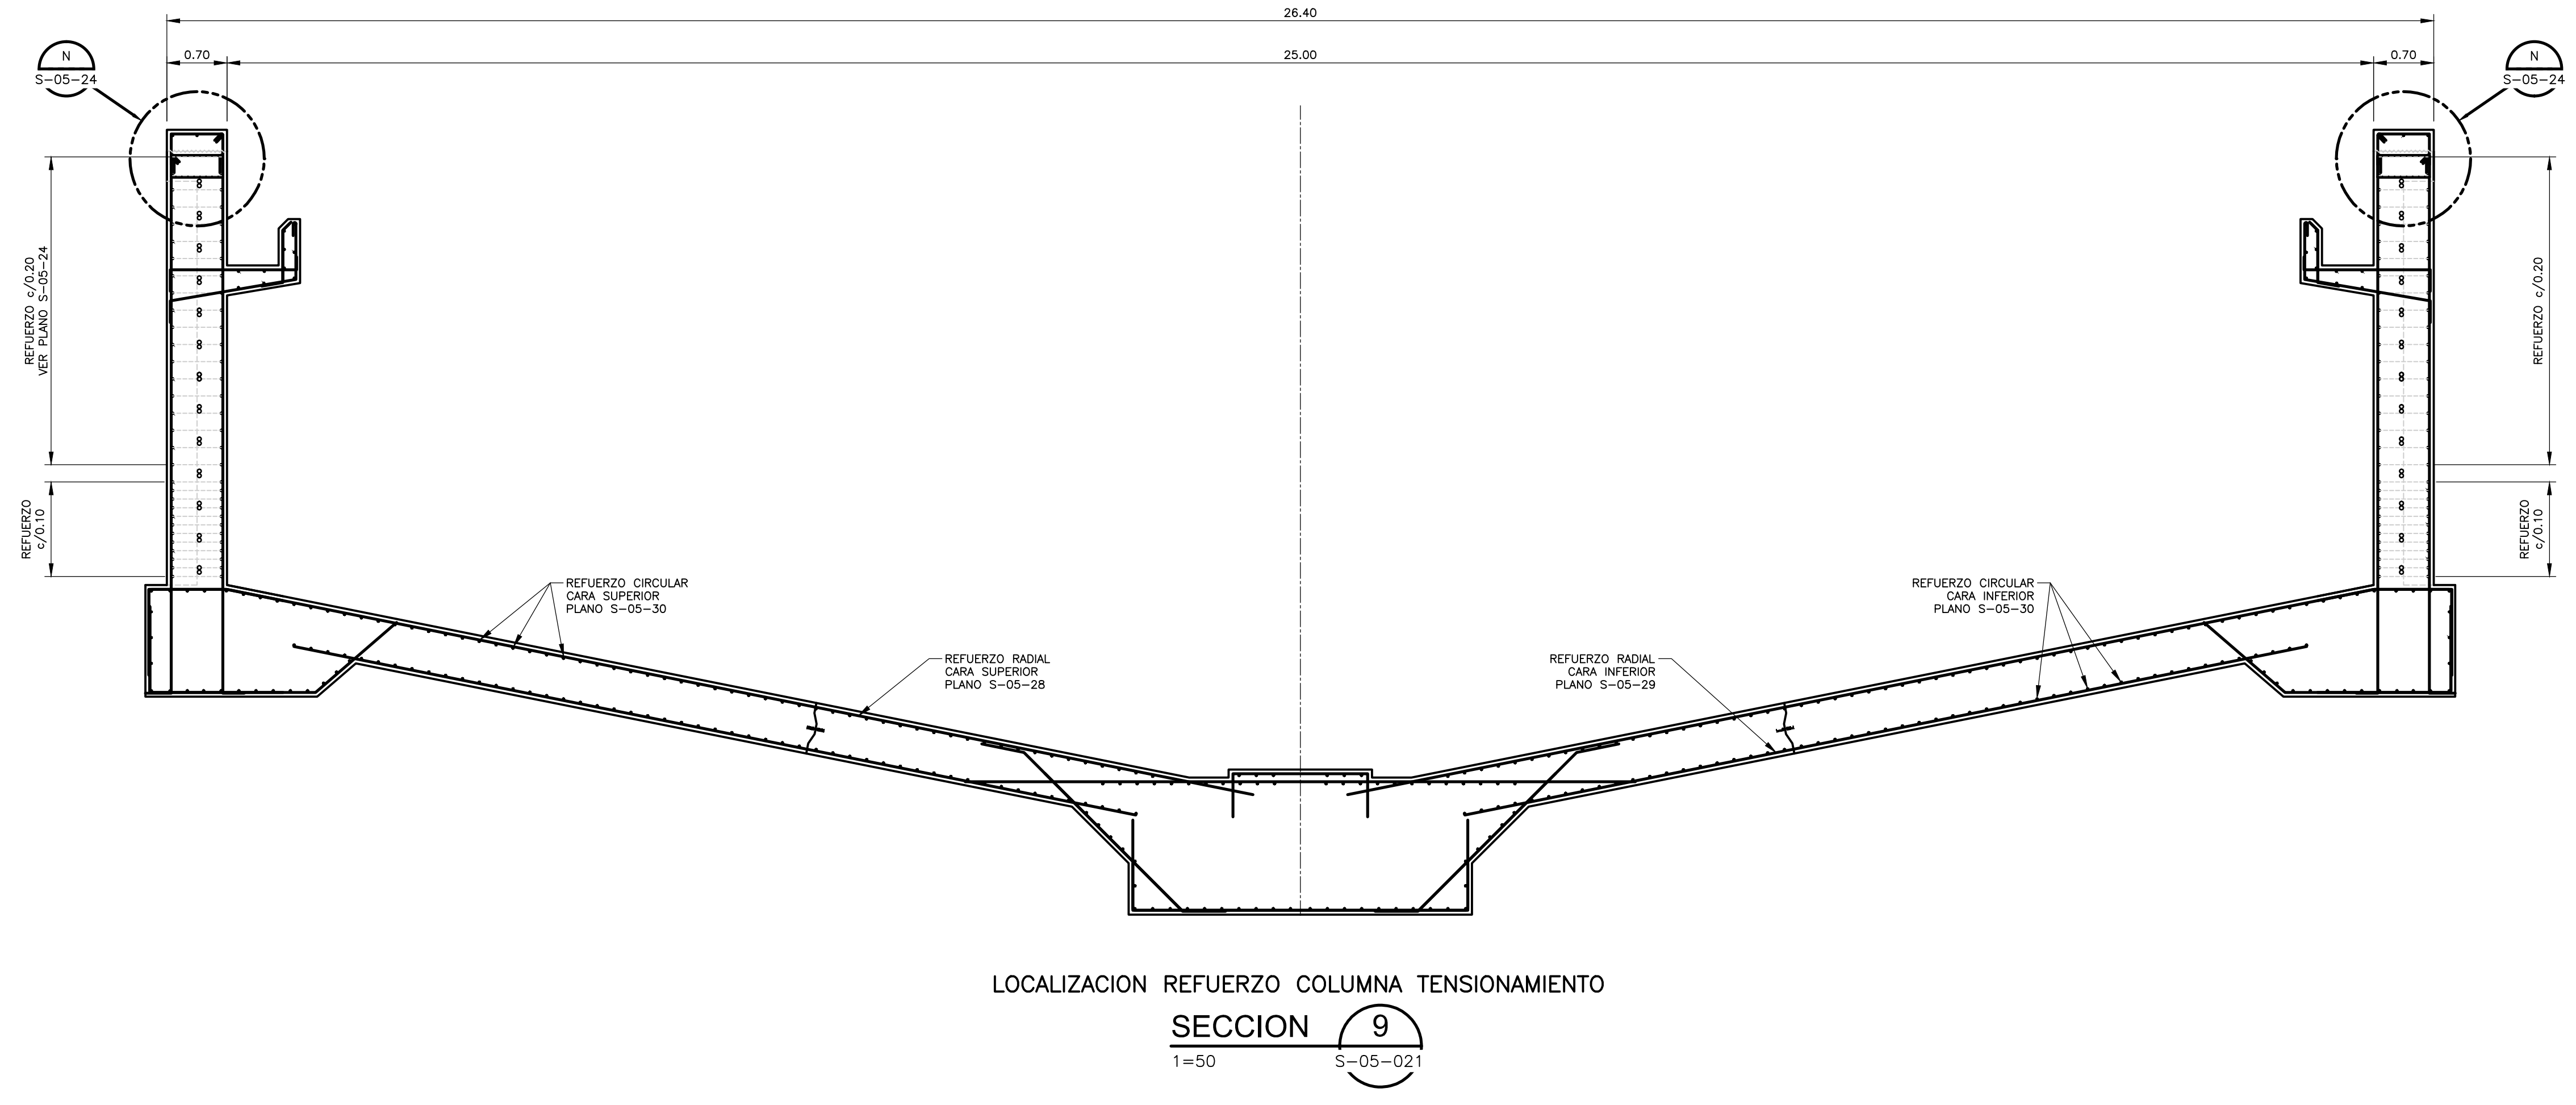 26.40
0.70
25.00
0.70
N
S-05-24
N
S-05-24
REFUERZO c/0.20
VER PLANO S-05-24
REFUERZO c/0.20
REFUERZO
c/0.10
REFUERZO
c/0.10
REFUERZO CIRCULAR
CARA SUPERIOR
PLANO S-05-30
REFUERZO CIRCULAR
CARA INFERIOR
PLANO S-05-30
REFUERZO RADIAL
CARA SUPERIOR
PLANO S-05-28
REFUERZO RADIAL
CARA INFERIOR
PLANO S-05-29
LOCALIZACION REFUERZO COLUMNA TENSIONAMIENTO
SECCION 9
1=50 S-05-021